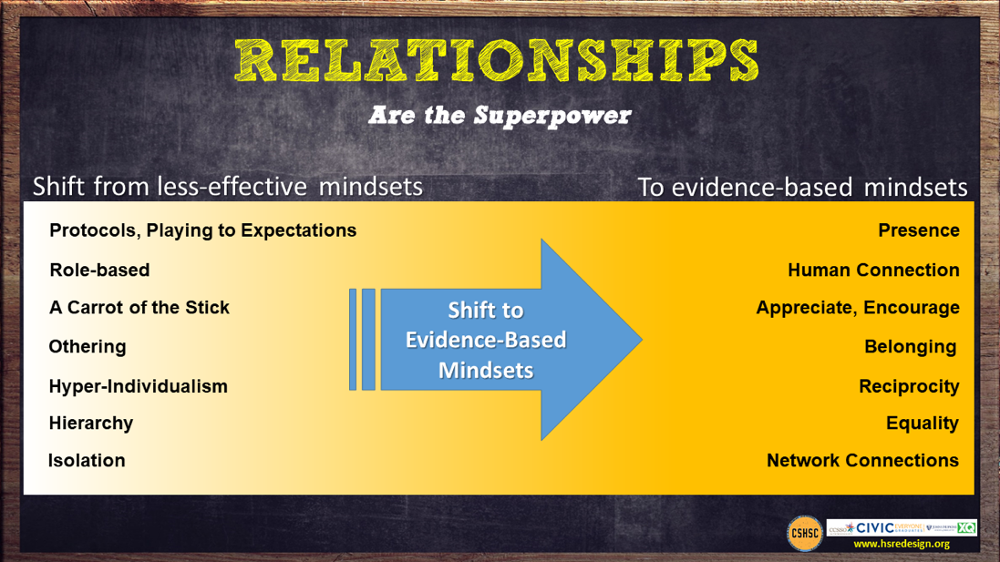 RELATIONSHIPS
Are the Superpower
Shift from less-effective mindsets
To evidence-based mindsets
Protocols, Playing to Expectations
Presence
Role-based
Human Connection
A Carrot of the Stick
Appreciate, Encourage
Othering
Belonging
Hyper-Individualism
Reciprocity
Hierarchy
Equality
Isolation
Network Connections
Shift to
Evidence-Based
Mindsets
CSHSC
CCSSO
CIVIC
EVERYONE
GRADUATES
JOHNS HOPKINS
XQ
www.hsredesign.org